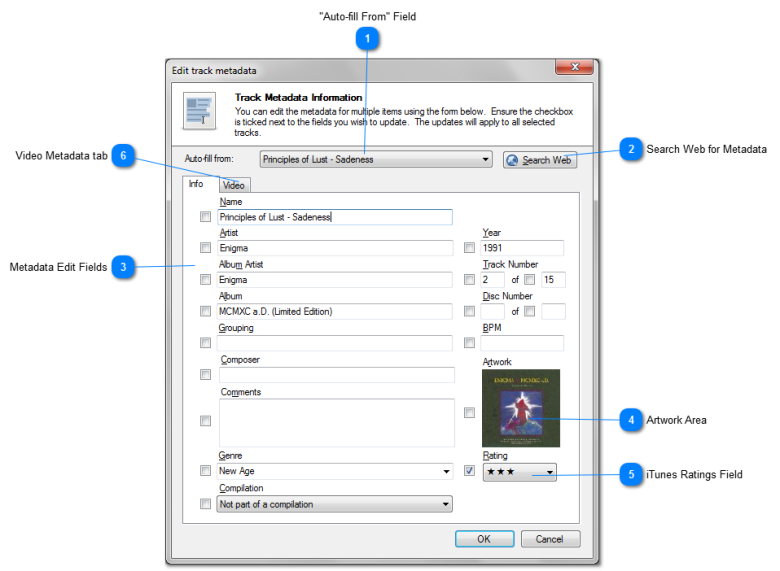 "Auto-fill From" Field
1
Edit track metadata
Track Metadata Information
You can edit the metadata for multiple items using the form below. Ensure the checkbox
is ticked next to the fields you wish to update. The updates will apply to all selected
tracks.
Auto-fill from:
Principles of Lust - Sadeness
Search Web
2
Search Web for Metadata
Video Metadata tab
6
Info
Video
Name
Principles of Lust - Sadeness
Artist
Enigma
Year
1991
Metadata Edit Fields
3
Album Artist
Enigma
Track Number
2 of 15
Album
MCMXC a.D. (Limited Edition)
Disc Number
of
Grouping
BPM
Composer
Artwork
ENIGMA MCMXC a.D.
Comments
4
Artwork Area
Genre
New Age
Rating
★★★
5
iTunes Ratings Field
Compilation
Not part of a compilation
OK
Cancel